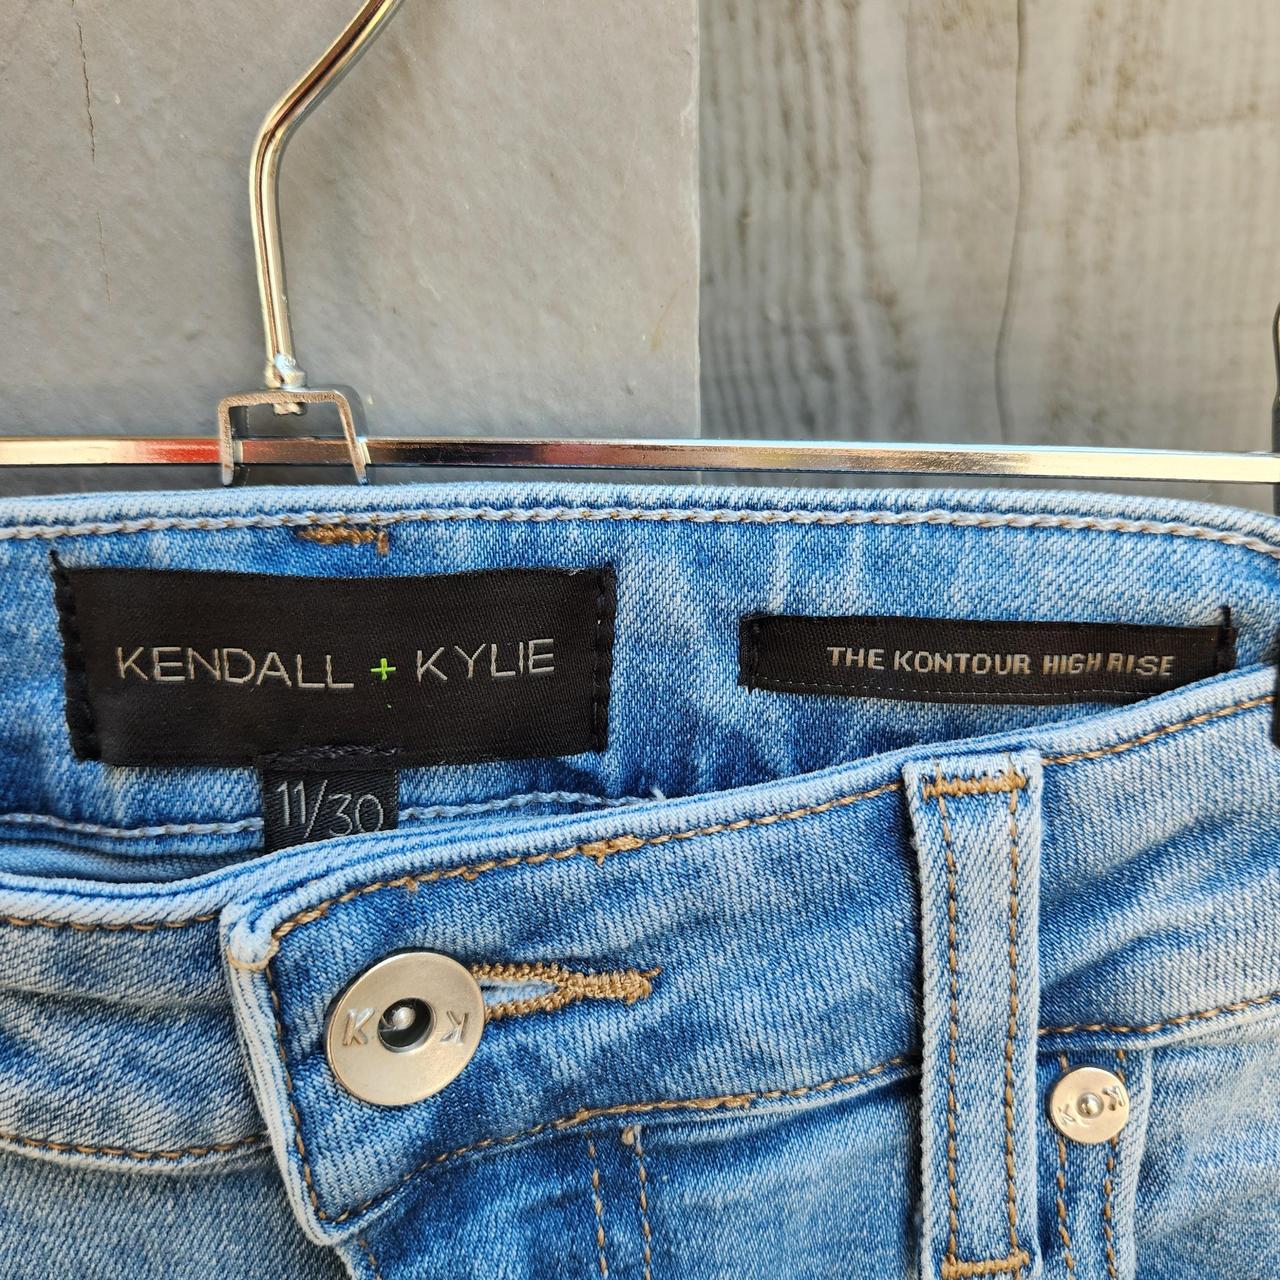 KENDALL + KYLIE
THE KONTOUR HIGH RISE
11/30
K K
K K